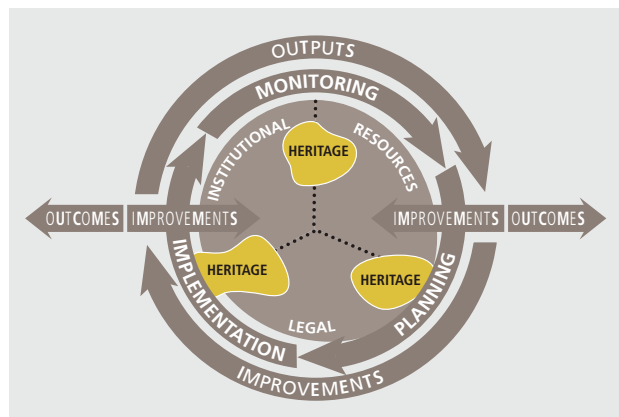 OUTPUTS
MONITORING
INSTITUTIONAL
RESOURCES
HERITAGE
OUTCOMES
IMPROVEMENTS
IMPROVEMENTS
OUTCOMES
HERITAGE
HERITAGE
IMPLEMENTATION
PLANNING
LEGAL
IMPROVEMENTS